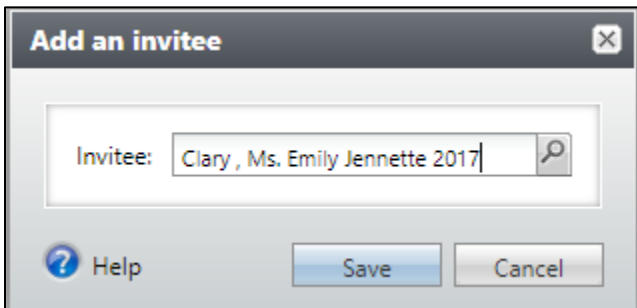 Add an invitee
Invitee: Clary , Ms. Emily Jennette 2017
Help Save Cancel